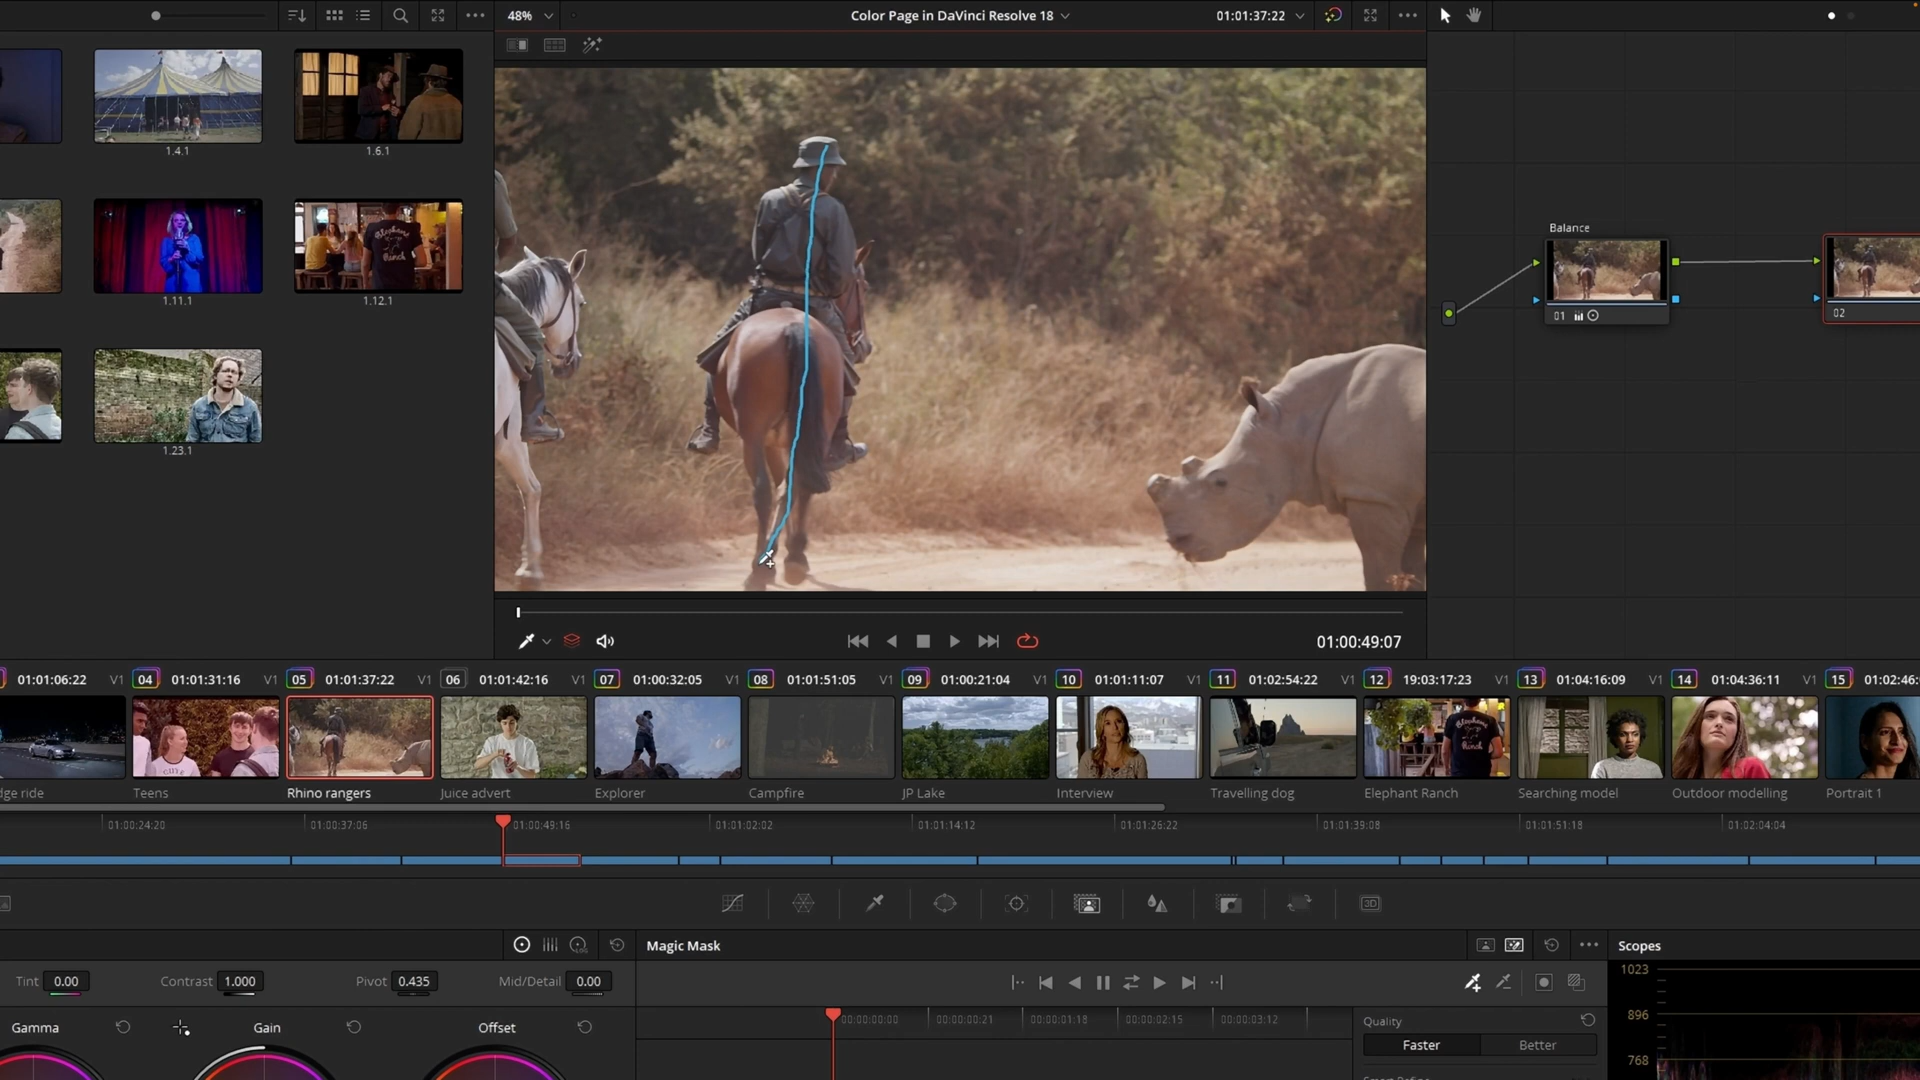 48%
Color Page in DaVinci Resolve 18
01:01:37:22
1.4.1
1.6.1
1.11.1
1.12.1
1.23.1
Balance
01
02
01:00:49:07
01:01:06:22 V1
04 01:01:31:16 V1
05 01:01:37:22 V1
06 01:01:42:16 V1
07 01:00:32:05 V1
08 01:01:51:05 V1
09 01:00:21:04 V1
10 01:01:11:07 V1
11 01:02:54:22 V1
12 19:03:17:23 V1
13 01:04:16:09 V1
14 01:04:36:11 V1
15 01:02:46:
Elephant
Ranch
dge ride
Teens
Rhino rangers
Juice advert
Explorer
Campfire
JP Lake
Interview
Travelling dog
Elephant Ranch
Searching model
Outdoor modelling
Portrait 1
01:00:24:20
01:00:37:06
01:00:49:16
01:01:02:02
01:01:14:12
01:01:26:22
01:01:39:08
01:01:51:18
01:02:04:04
3D
LOG
Magic Mask
Scopes
Tint 0.00
Contrast 1.000
Pivot 0.435
Mid/Detail 0.00
Gamma
Gain
Offset
00:00:00:00
00:00:00:21
00:00:01:18
00:00:02:15
00:00:03:12
Quality
Faster
Better
1023
896
768